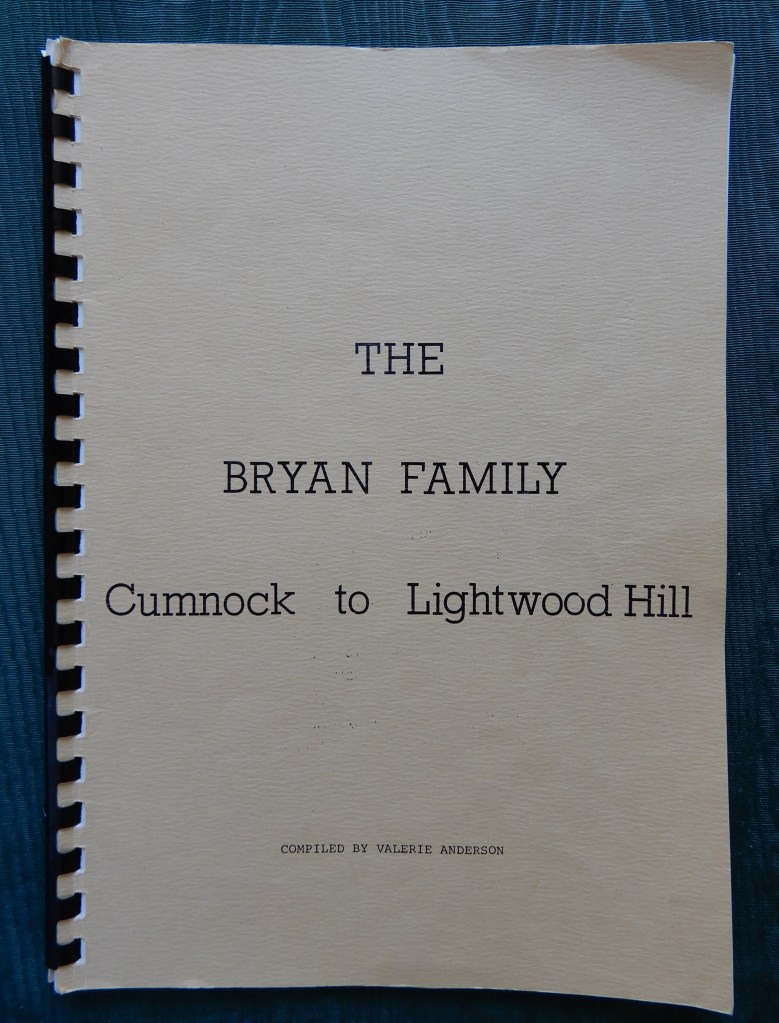 THE
BRYAN FAMILY
Cumnock to Lightwood Hill
COMPILED BY VALERIE ANDERSON